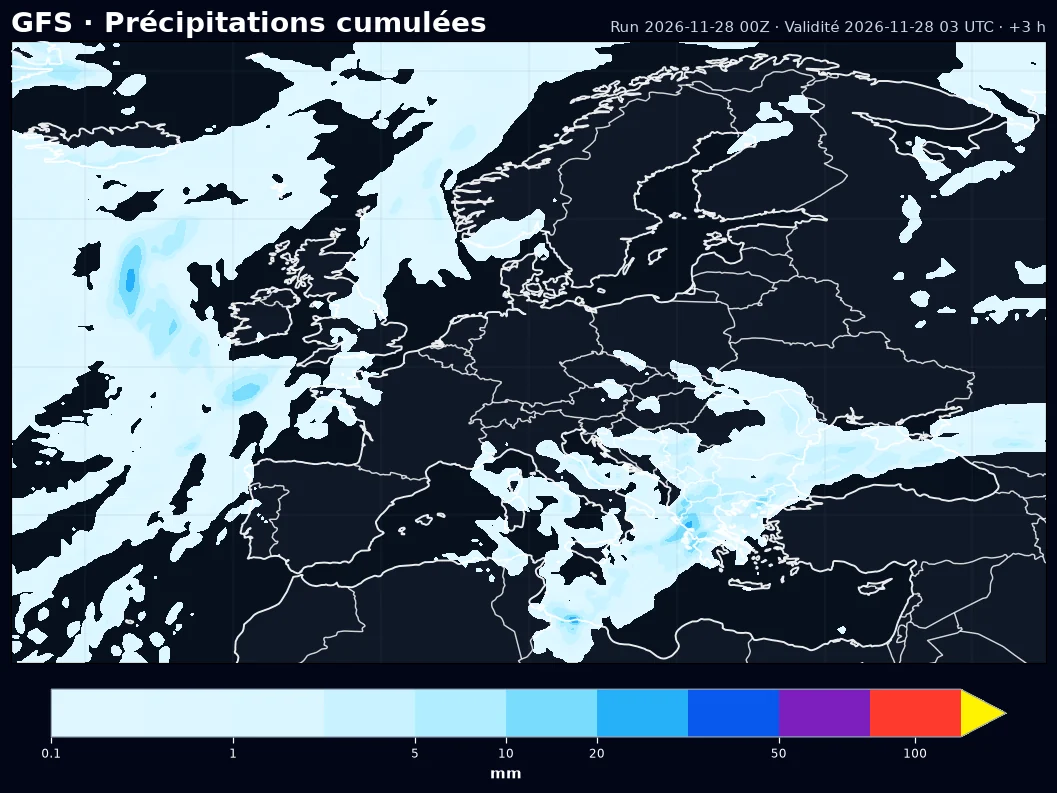 GFS · Précipitations cumulées
Run 2026-11-28 00Z · Validité 2026-11-28 03 UTC · +3 h
0.1 1 5 10 20 50 100
mm